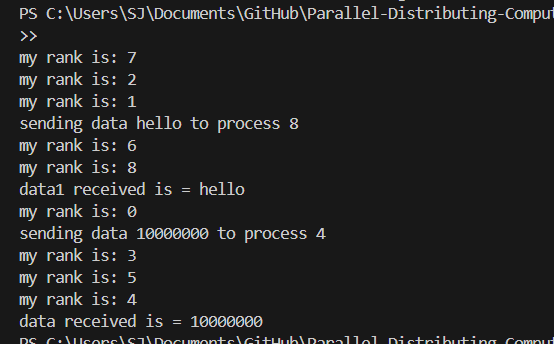 PS C:\Users\SJ\Documents\GitHub\Parallel-Distributing-Comput
>>
my rank is: 7
my rank is: 2
my rank is: 1
sending data hello to process 8
my rank is: 6
my rank is: 8
data1 received is = hello
my rank is: 0
sending data 10000000 to process 4
my rank is: 3
my rank is: 5
my rank is: 4
data received is = 10000000
PS C:\Users\SJ\Documents\GitHub\Parallel-Distributing-Comput